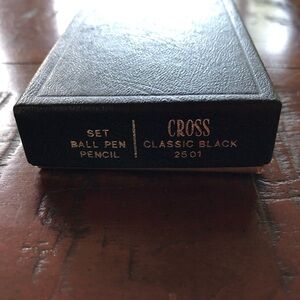 SET
BALL PEN
PENCIL
CROSS
CLASSIC BLACK
2501